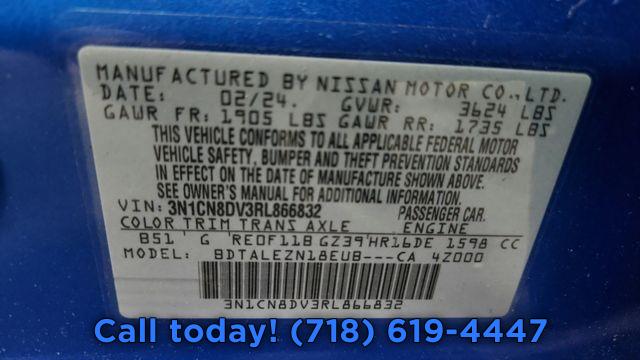 MANUFACTURED BY NISSAN MOTOR CO., LTD.
DATE: 02/24. GVWR: 3624 LBS
GAWR FR: 1905 LBS GAWR RR: 1735 LBS
THIS VEHICLE CONFORMS TO ALL APPLICABLE FEDERAL MOTOR
VEHICLE SAFETY, BUMPER AND THEFT PREVENTION STANDARDS
IN EFFECT ON THE DATE OF MANUFACTURE SHOWN ABOVE.
SEE OWNER'S MANUAL FOR ADDITIONAL INFORMATION.
VIN: 3N1CN8DV3RL866832 PASSENGER CAR.
COLOR TRIM TRANS AXLE ENGINE
B51 G RE0F11B GZ39 HR16DE 1598 CC
MODEL: BDTALEZN18EUB---CA 4Z000
3N1CN8DV3RL866832
Call today! (718) 619-4447